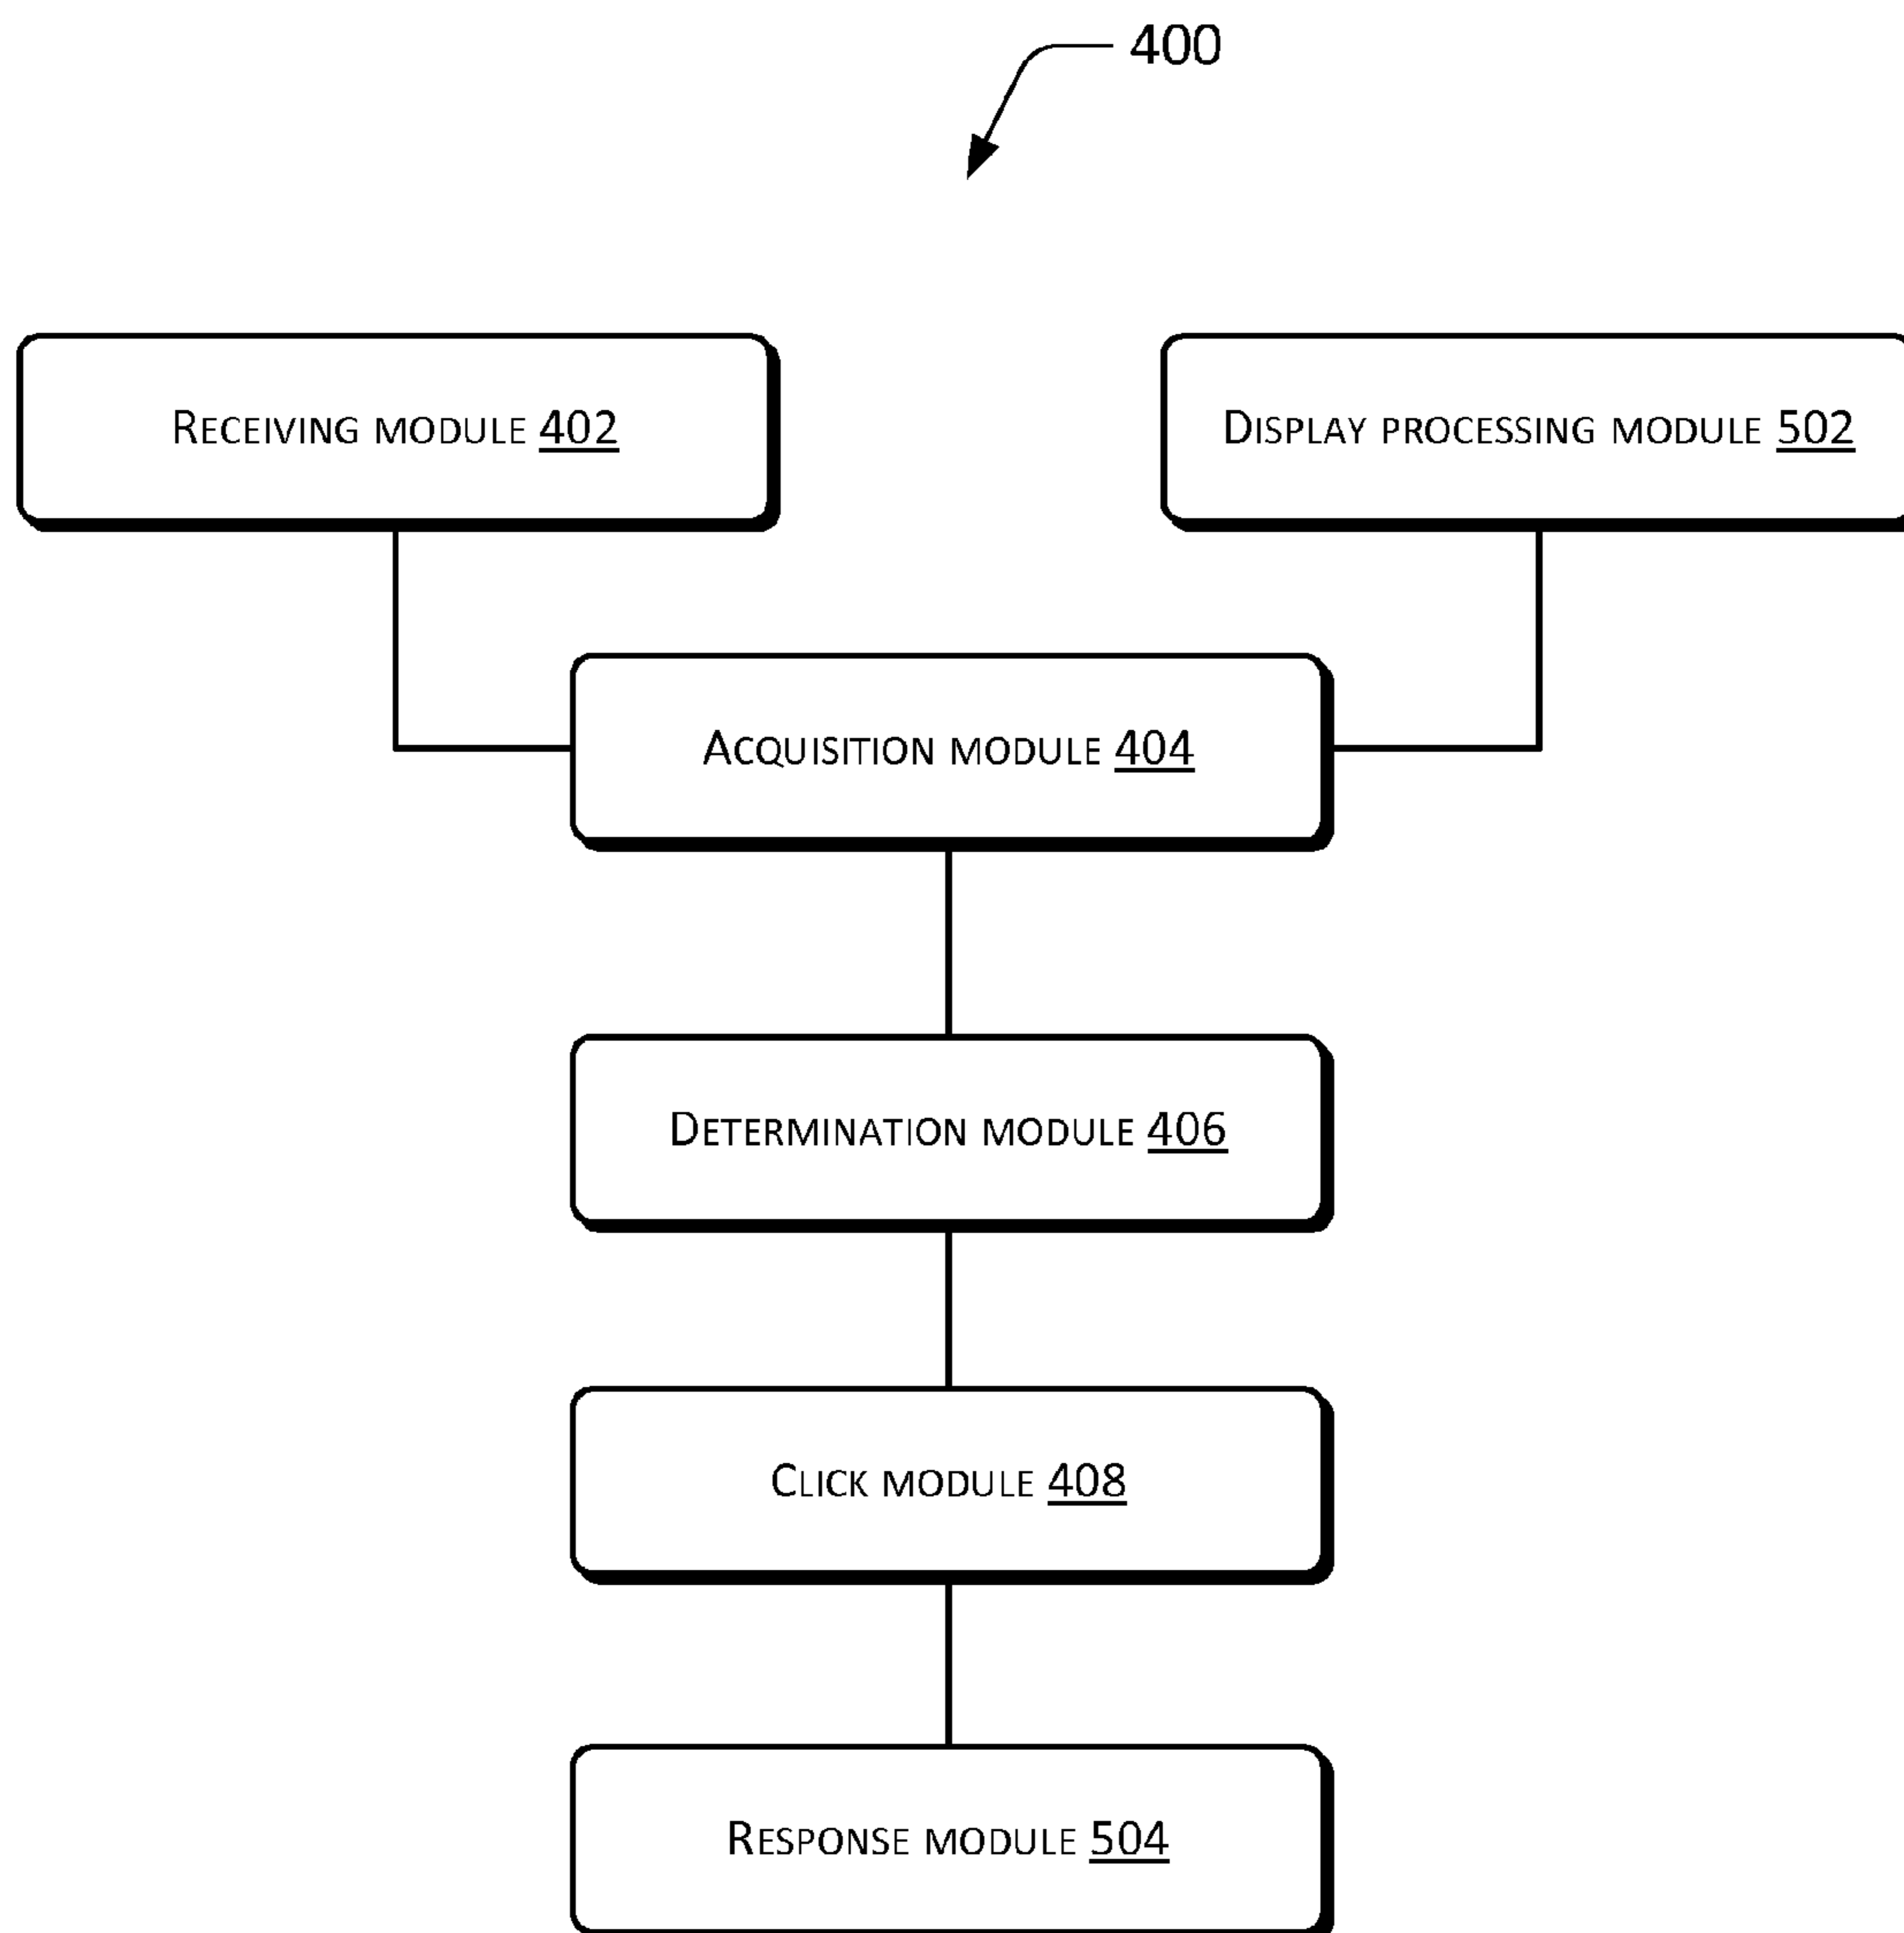 400
RECEIVING MODULE 402
DISPLAY PROCESSING MODULE 502
ACQUISITION MODULE 404
DETERMINATION MODULE 406
CLICK MODULE 408
RESPONSE MODULE 504